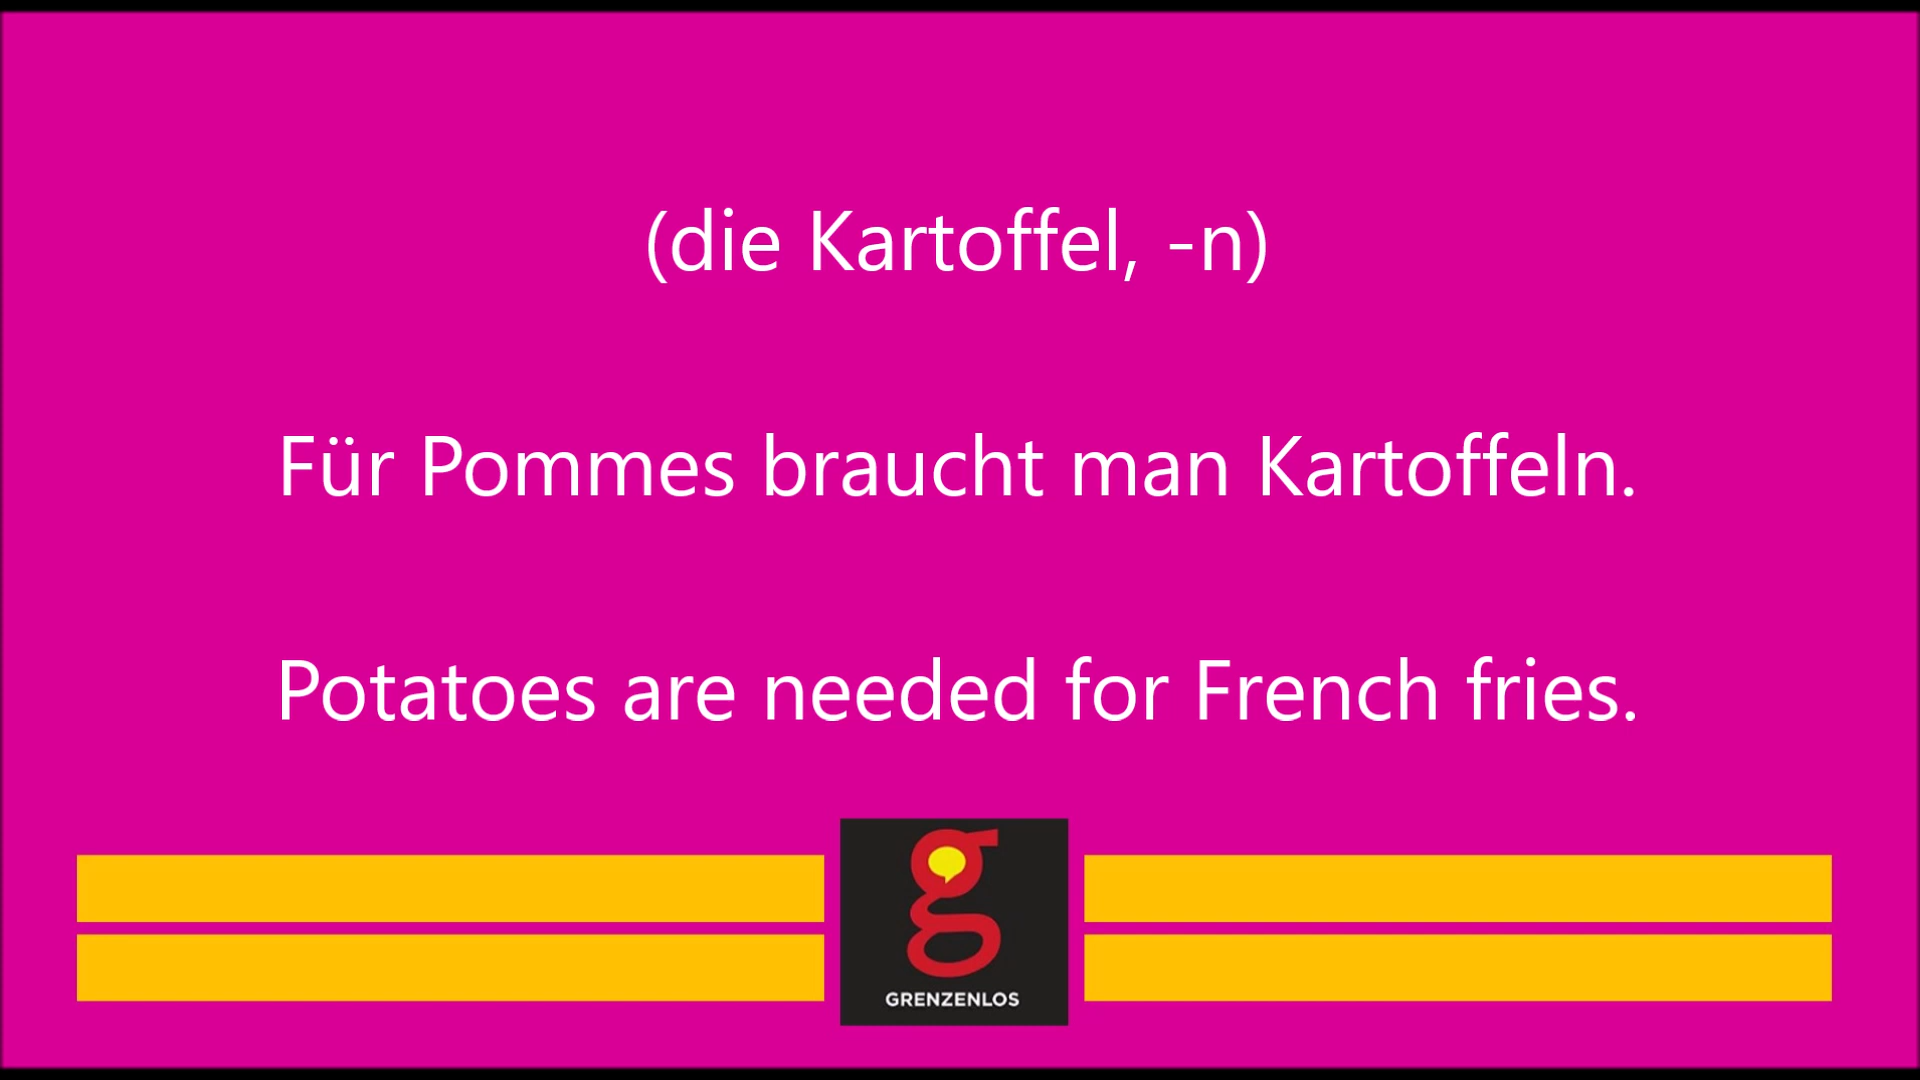 (die Kartoffel, -n)
Für Pommes braucht man Kartoffeln.
Potatoes are needed for French fries.
g
GRENZENLOS